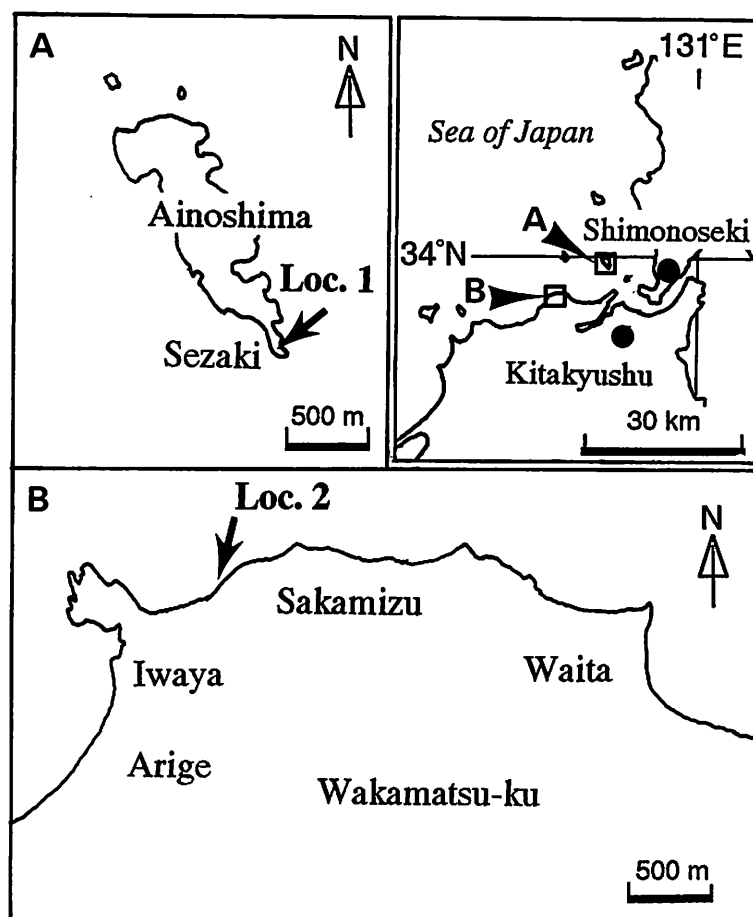 A
N
Ainoshima
Loc. 1
Sezaki
500 m
131°E
Sea of Japan
A
Shimonoseki
34°N
B
Kitakyushu
30 km
B
Loc. 2
N
Sakamizu
Iwaya
Waita
Arige
Wakamatsu-ku
500 m